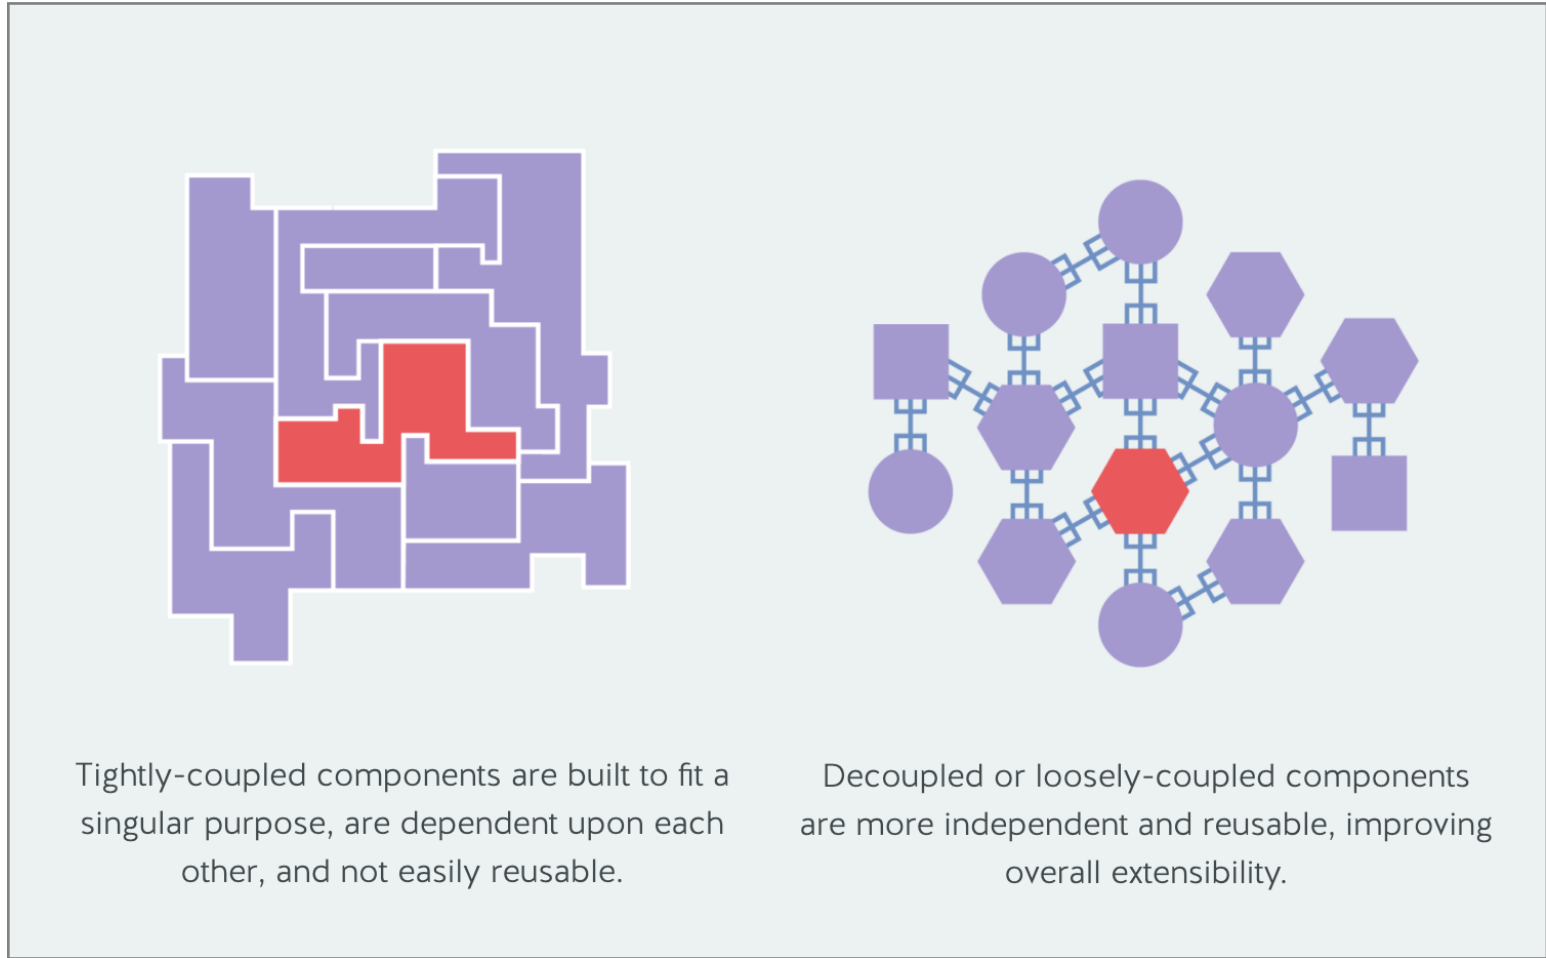 Tightly-coupled components are built to fit a
singular purpose, are dependent upon each
other, and not easily reusable.
Decoupled or loosely-coupled components
are more independent and reusable, improving
overall extensibility.